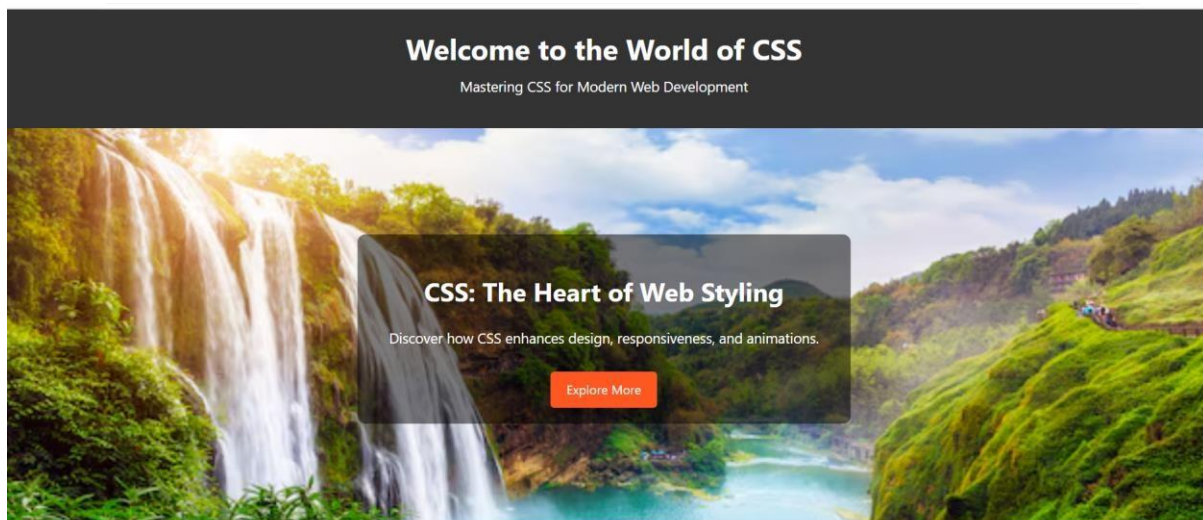 Welcome to the World of CSS
Mastering CSS for Modern Web Development
CSS: The Heart of Web Styling
Discover how CSS enhances design, responsiveness, and animations.
Explore More